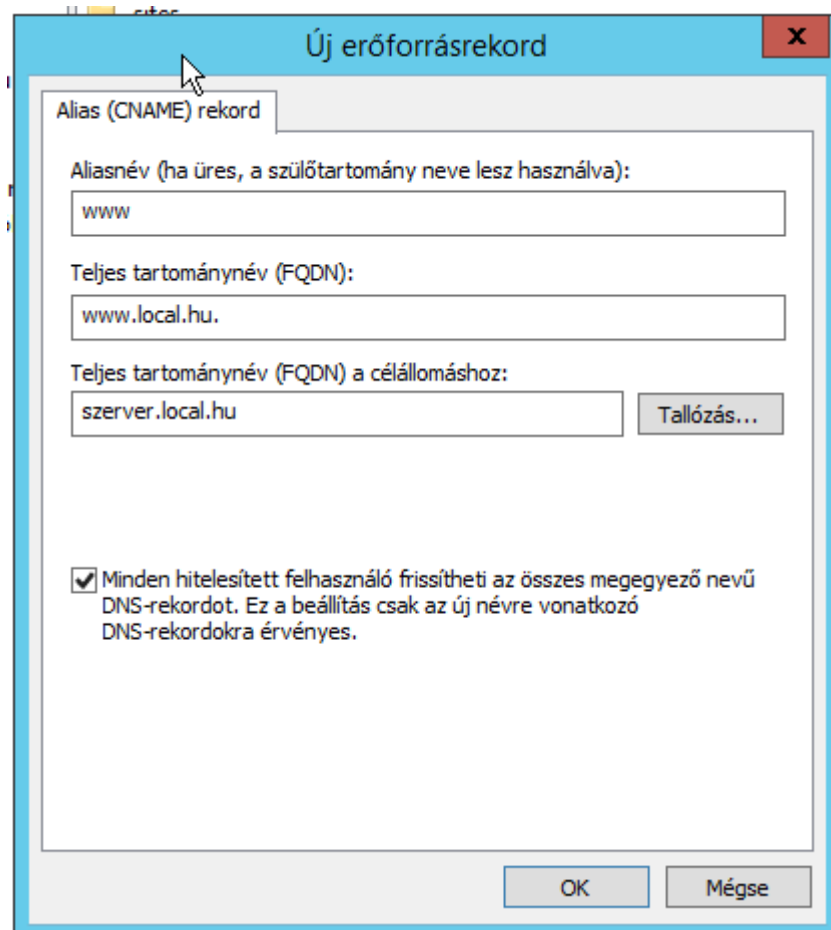 sites
Új erőforrásrekord
x
Alias (CNAME) rekord
Aliasnév (ha üres, a szülőtartomány neve lesz használva):
www
Teljes tartománynév (FQDN):
www.local.hu.
Teljes tartománynév (FQDN) a célállomáshoz:
szerver.local.hu
Tallózás...
Minden hitelesített felhasználó frissítheti az összes megegyező nevű
DNS-rekordot. Ez a beállítás csak az új névre vonatkozó
DNS-rekordokra érvényes.
OK
Mégse